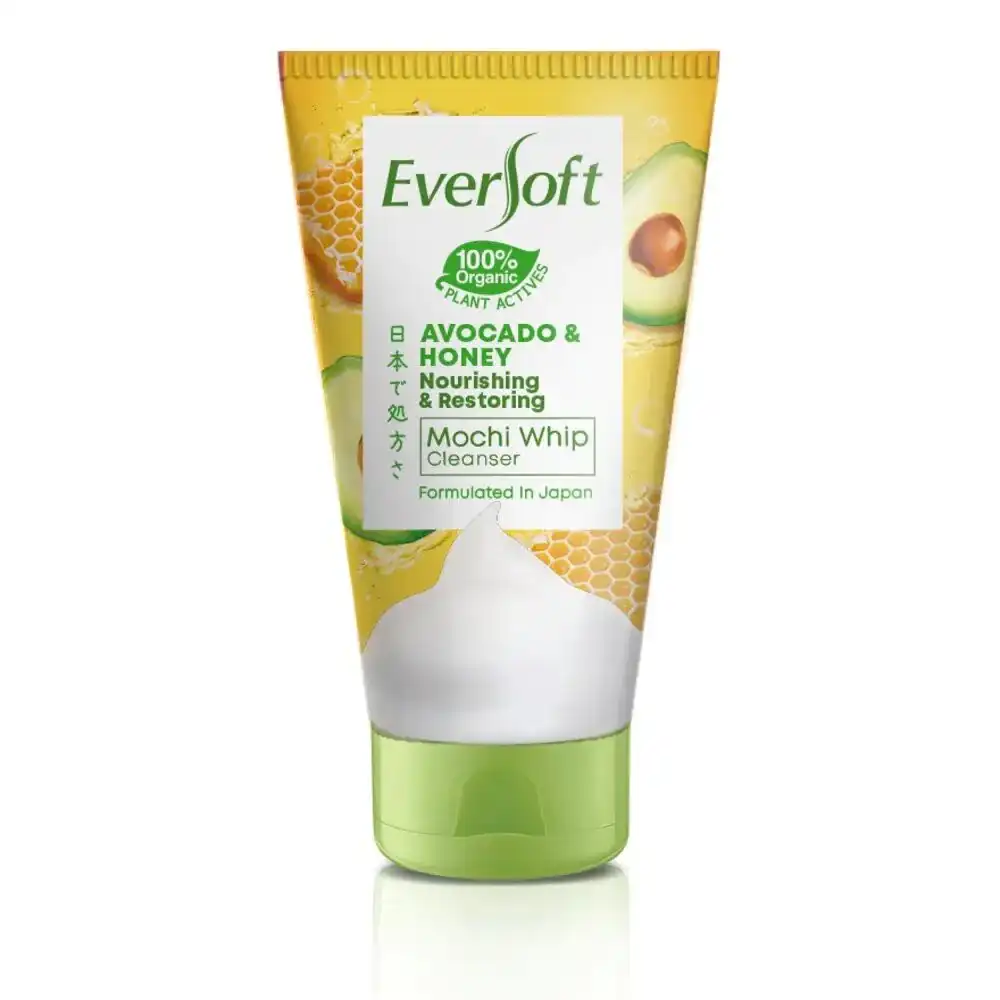 EverSoft
100%
Organic
PLANT ACTIVES
日本で処方さ
AVOCADO &
HONEY
Nourishing
& Restoring
Mochi Whip
Cleanser
Formulated In Japan